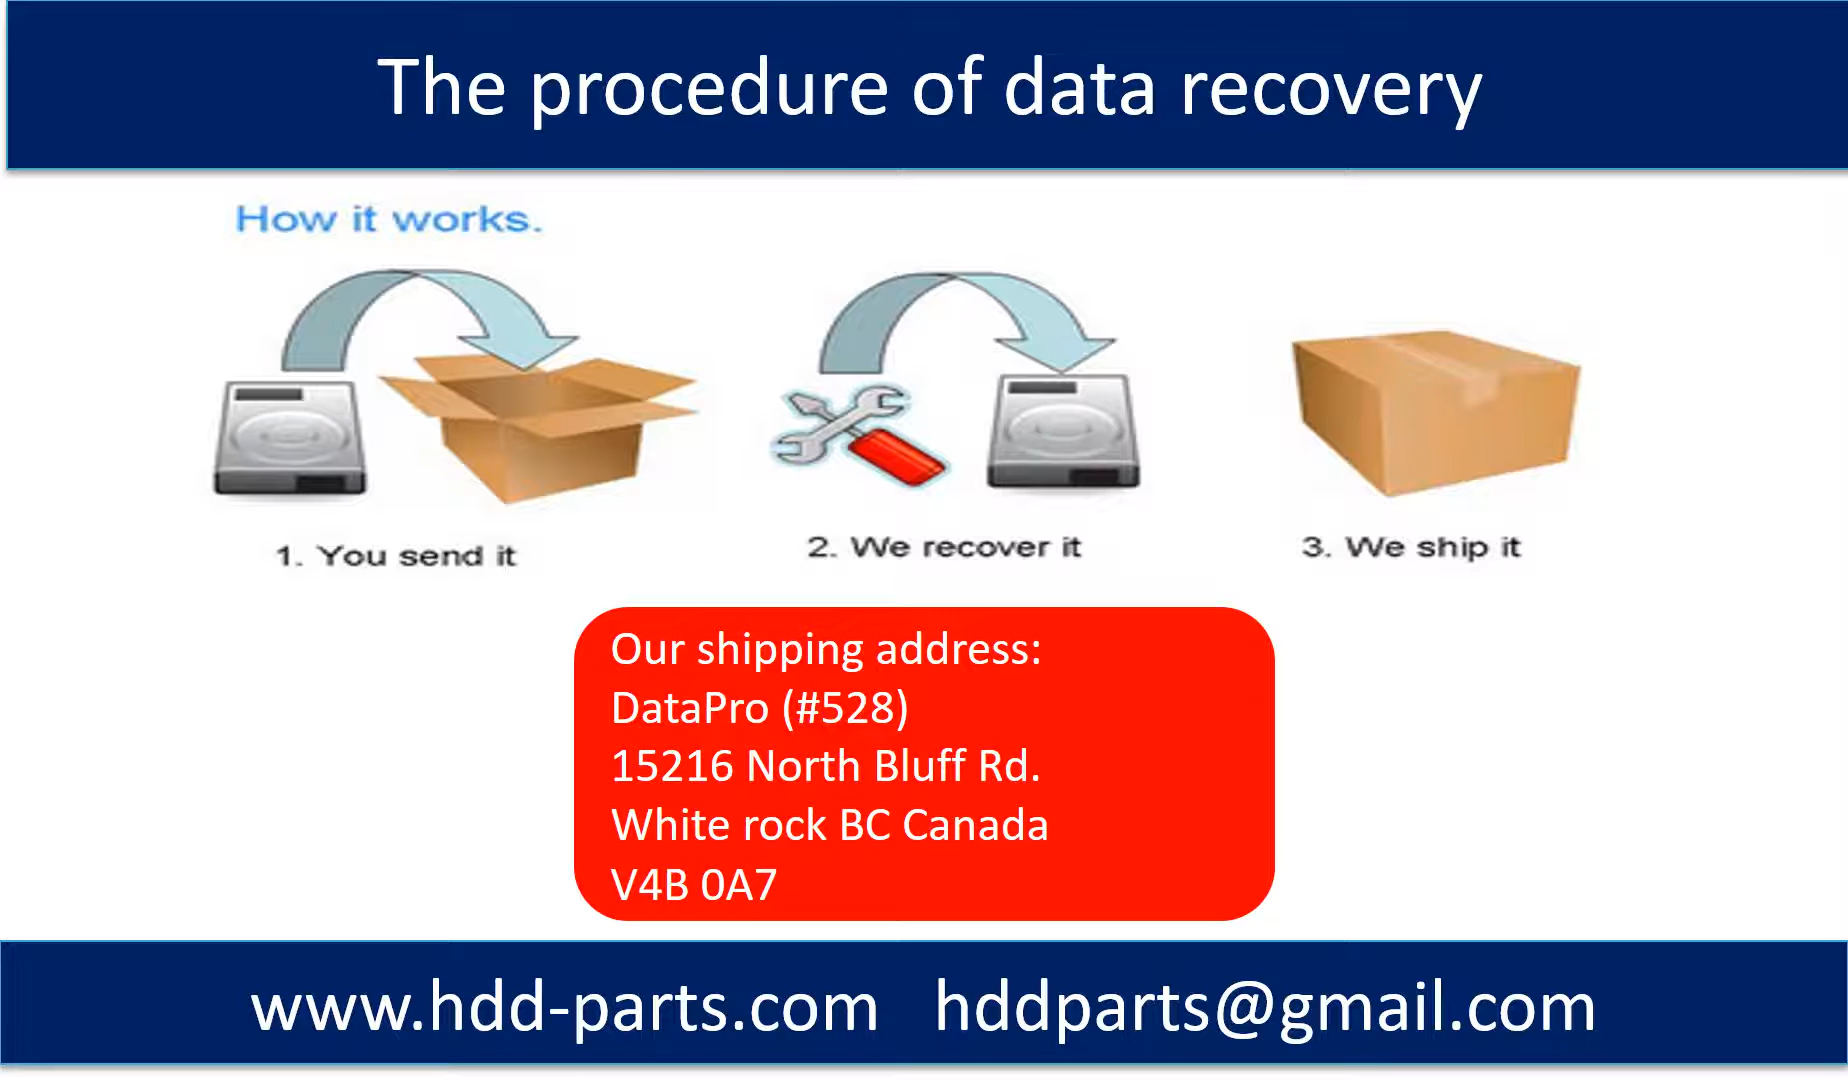 The procedure of data recovery
How it works.
1. You send it
2. We recover it
3. We ship it
Our shipping address:
DataPro (#528)
15216 North Bluff Rd.
White rock BC Canada
V4B 0A7
www.hdd-parts.com hddparts@gmail.com